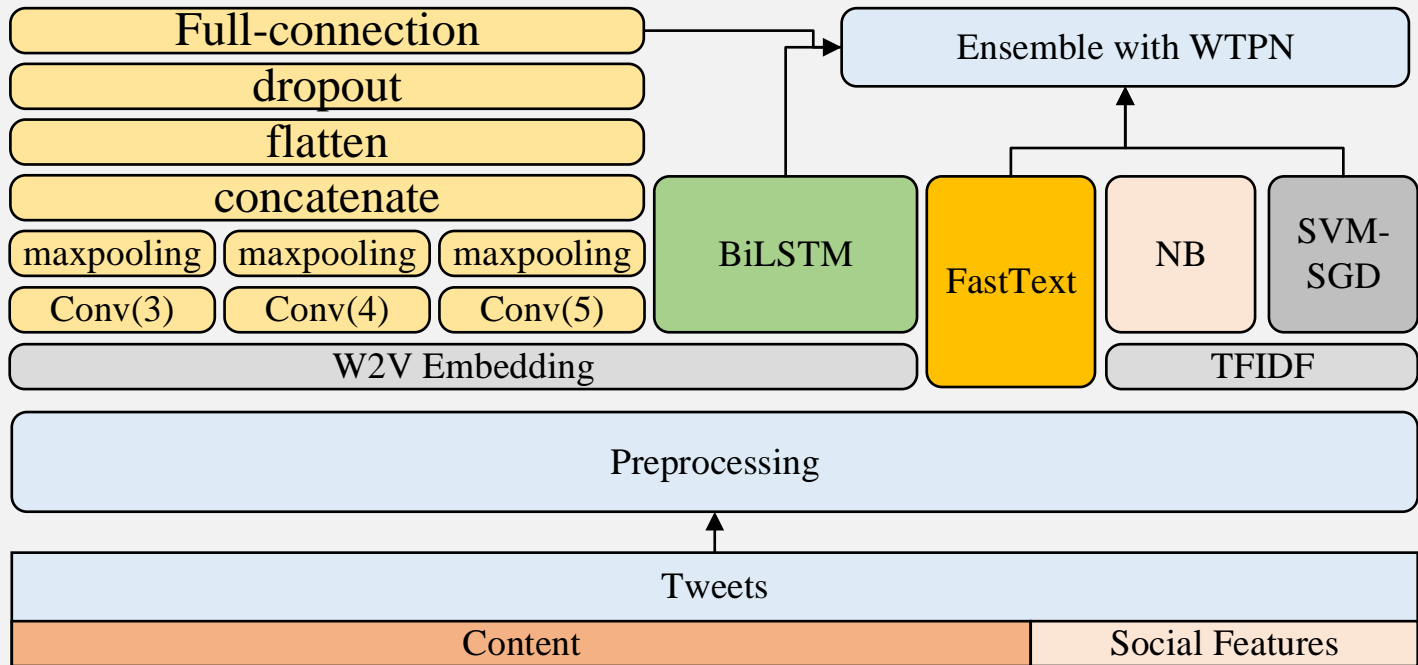 Full-connection
Ensemble with WTPN
dropout
flatten
concatenate
maxpooling
maxpooling
maxpooling
Conv(3)
Conv(4)
Conv(5)
BiLSTM
FastText
NB
SVM-
SGD
W2V Embedding
TFIDF
Preprocessing
Tweets
Content
Social Features